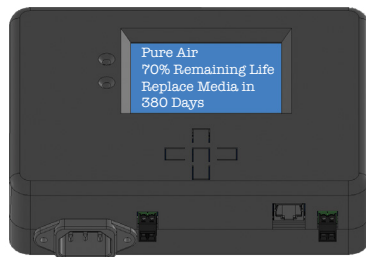 Pure Air
70% Remaining Life
Replace Media in
380 Days